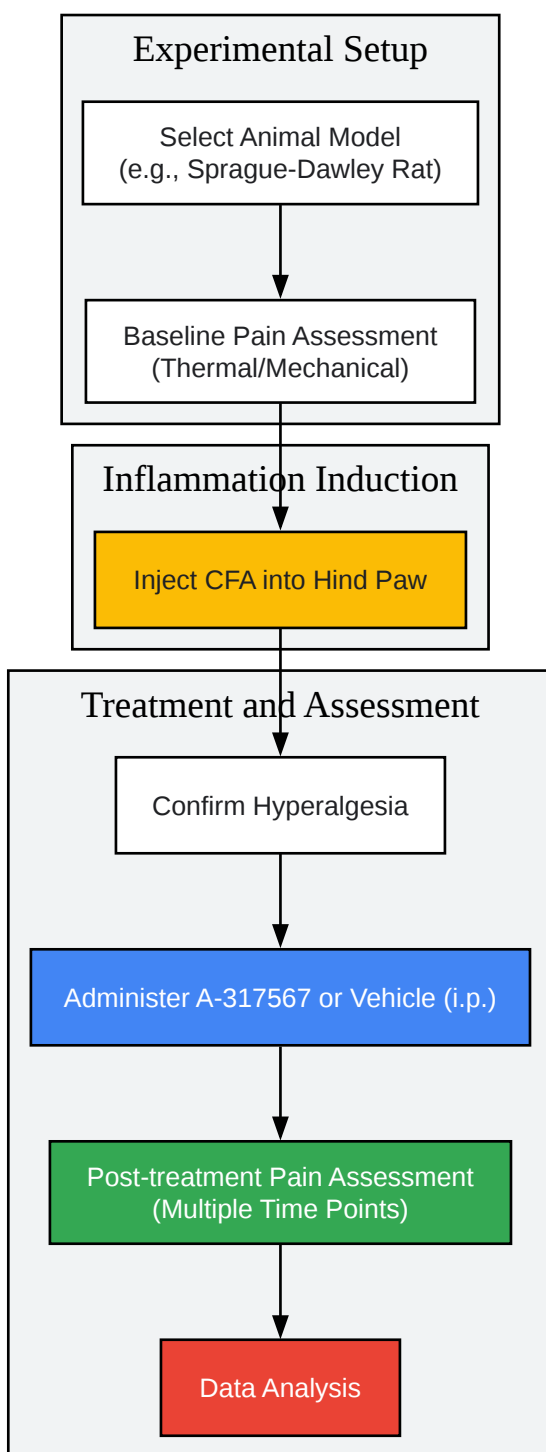 Experimental Setup
Select Animal Model
(e.g., Sprague-Dawley Rat)
Baseline Pain Assessment
(Thermal/Mechanical)
Inflammation Induction
Inject CFA into Hind Paw
Treatment and Assessment
Confirm Hyperalgesia
Administer A-317567 or Vehicle (i.p.)
Post-treatment Pain Assessment
(Multiple Time Points)
Data Analysis